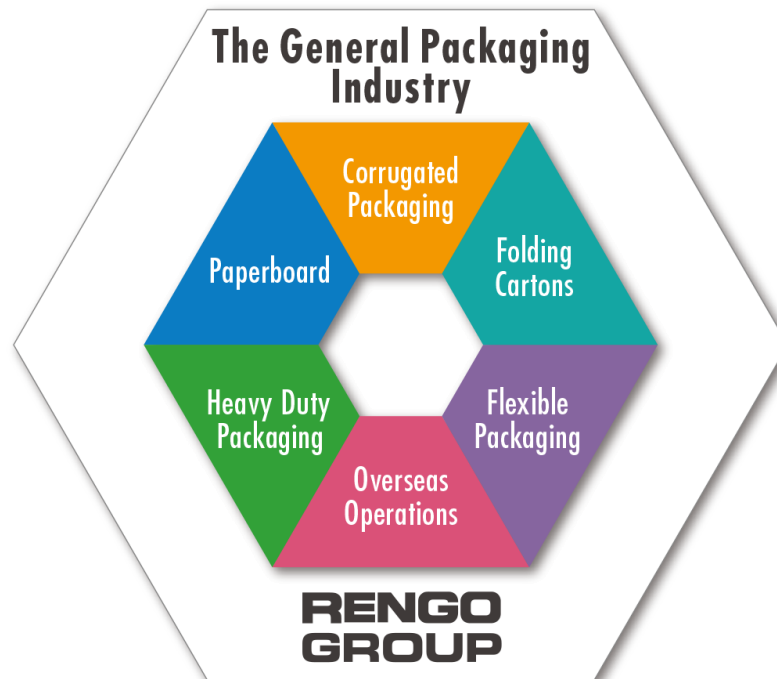 The General Packaging
Industry
Corrugated
Packaging
Folding
Cartons
Flexible
Packaging
Overseas
Operations
Heavy Duty
Packaging
Paperboard
RENGO
GROUP